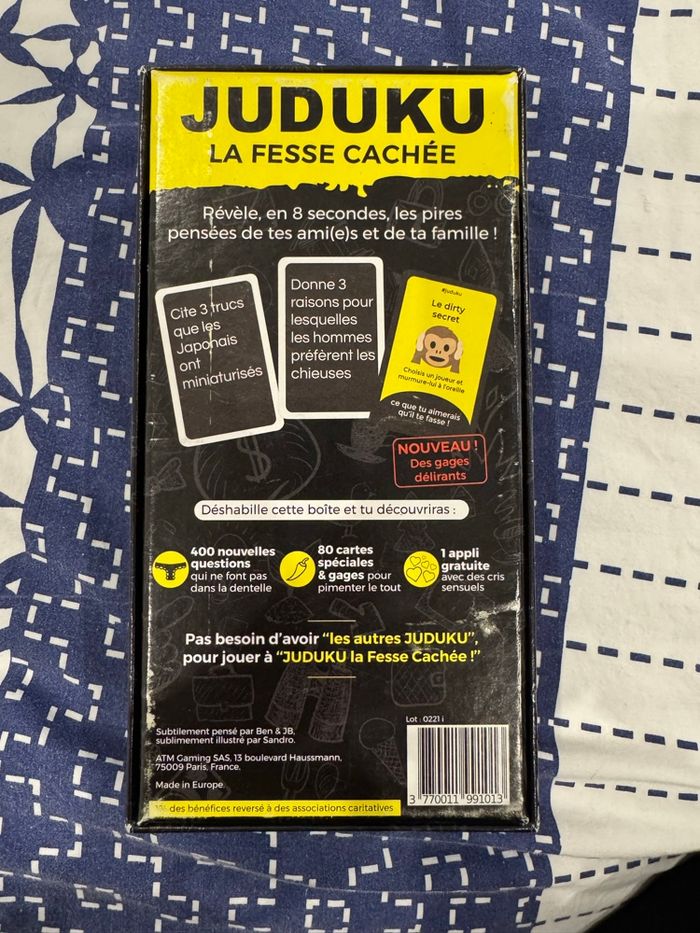 JUDUKU
LA FESSE CACHÉE
Révèle, en 8 secondes, les pires
pensées de tes ami(e)s et de ta famille !
Cite 3 trucs
que les
Japonais
ont
miniaturisés
Donne 3
raisons pour
lesquelles
les hommes
préfèrent les
chieuses
#juduku
Le dirty
secret
Choisis un joueur et
murmure-lui à l'oreille
ce que tu aimerais
qu'il te fasse !
NOUVEAU !
Des gages
délirants
Déshabille cette boîte et tu découvriras :
400 nouvelles
questions
qui ne font pas
dans la dentelle
80 cartes
spéciales
& gages pour
pimenter le tout
1 appli
gratuite
avec des cris
sensuels
Pas besoin d'avoir “les autres JUDUKU”,
pour jouer à “JUDUKU la Fesse Cachée !”
Subtilement pensé par Ben & JB,
sublimement illustré par Sandro.
ATM Gaming SAS, 13 boulevard Haussmann,
75009 Paris, France.
Made in Europe.
Lot : 0221 i
3 770011 991013
des bénéfices reversé à des associations caritatives